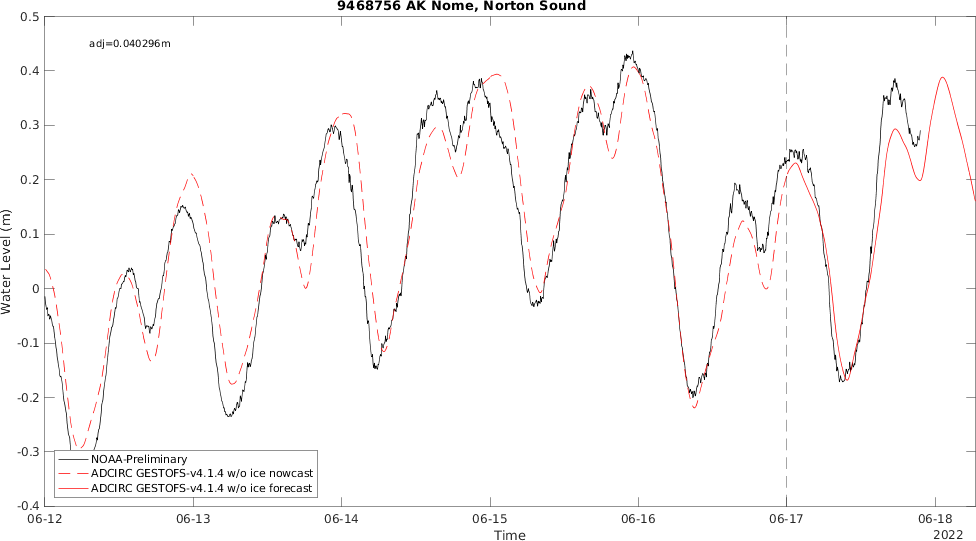 9468756 AK Nome, Norton Sound
adj=0.040296m
0.5
0.4
0.3
0.2
0.1
0
-0.1
-0.2
-0.3
-0.4
Water Level (m)
NOAA-Preliminary
ADCIRC GESTOFS-v4.1.4 w/o ice nowcast
ADCIRC GESTOFS-v4.1.4 w/o ice forecast
06-12 06-13 06-14 06-15 06-16 06-17 06-18
Time
2022